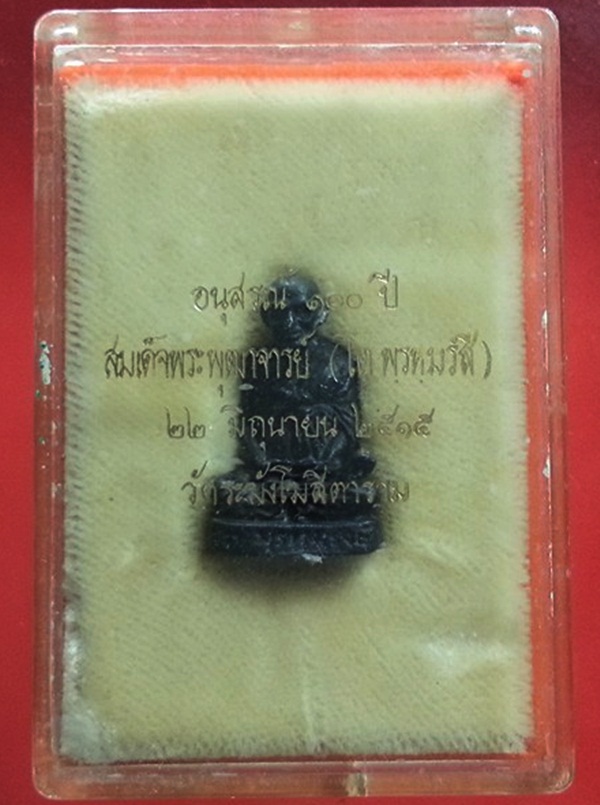 อนุสรณ์ ๑๐๐ ปี
สมเด็จพระพุฒาจารย์ (โต พฺรหฺมรํสี)
๒๒ มิถุนายน ๒๕๑๕
วัดระฆังโฆสิตาราม